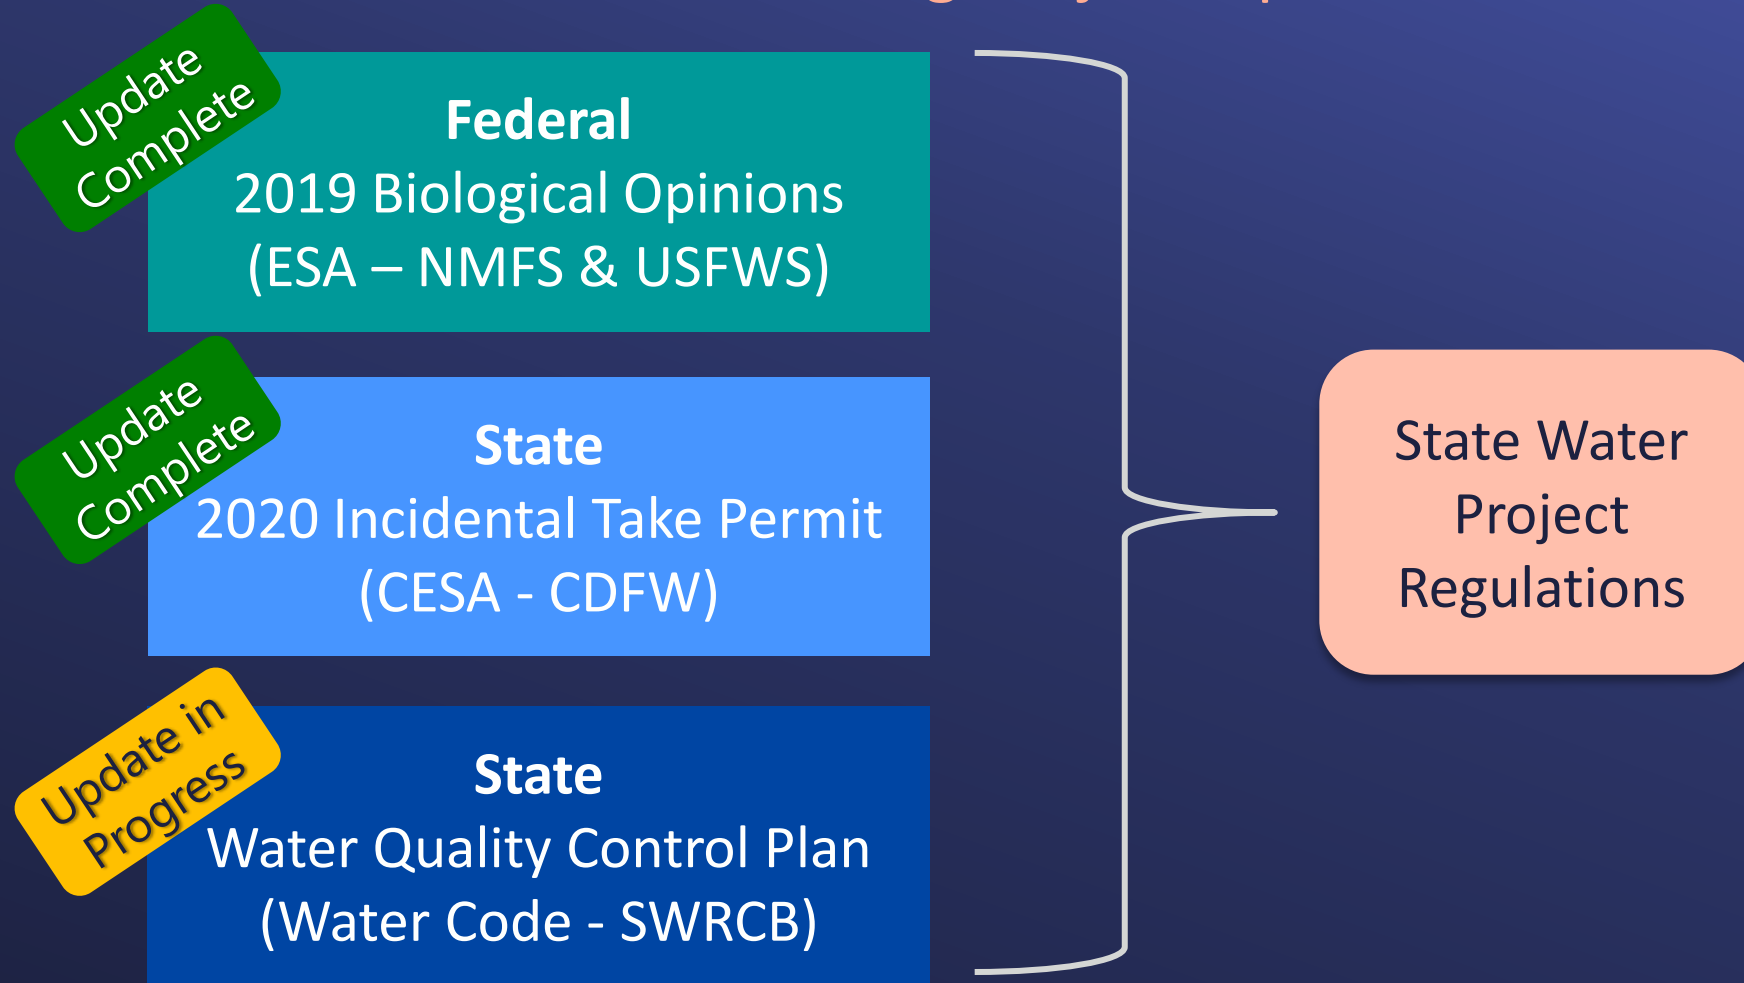 Update
Complete
Federal
2019 Biological Opinions
(ESA – NMFS & USFWS)
Update
Complete
State
2020 Incidental Take Permit
(CESA - CDFW)
Update in
Progress
State
Water Quality Control Plan
(Water Code - SWRCB)
State Water
Project
Regulations